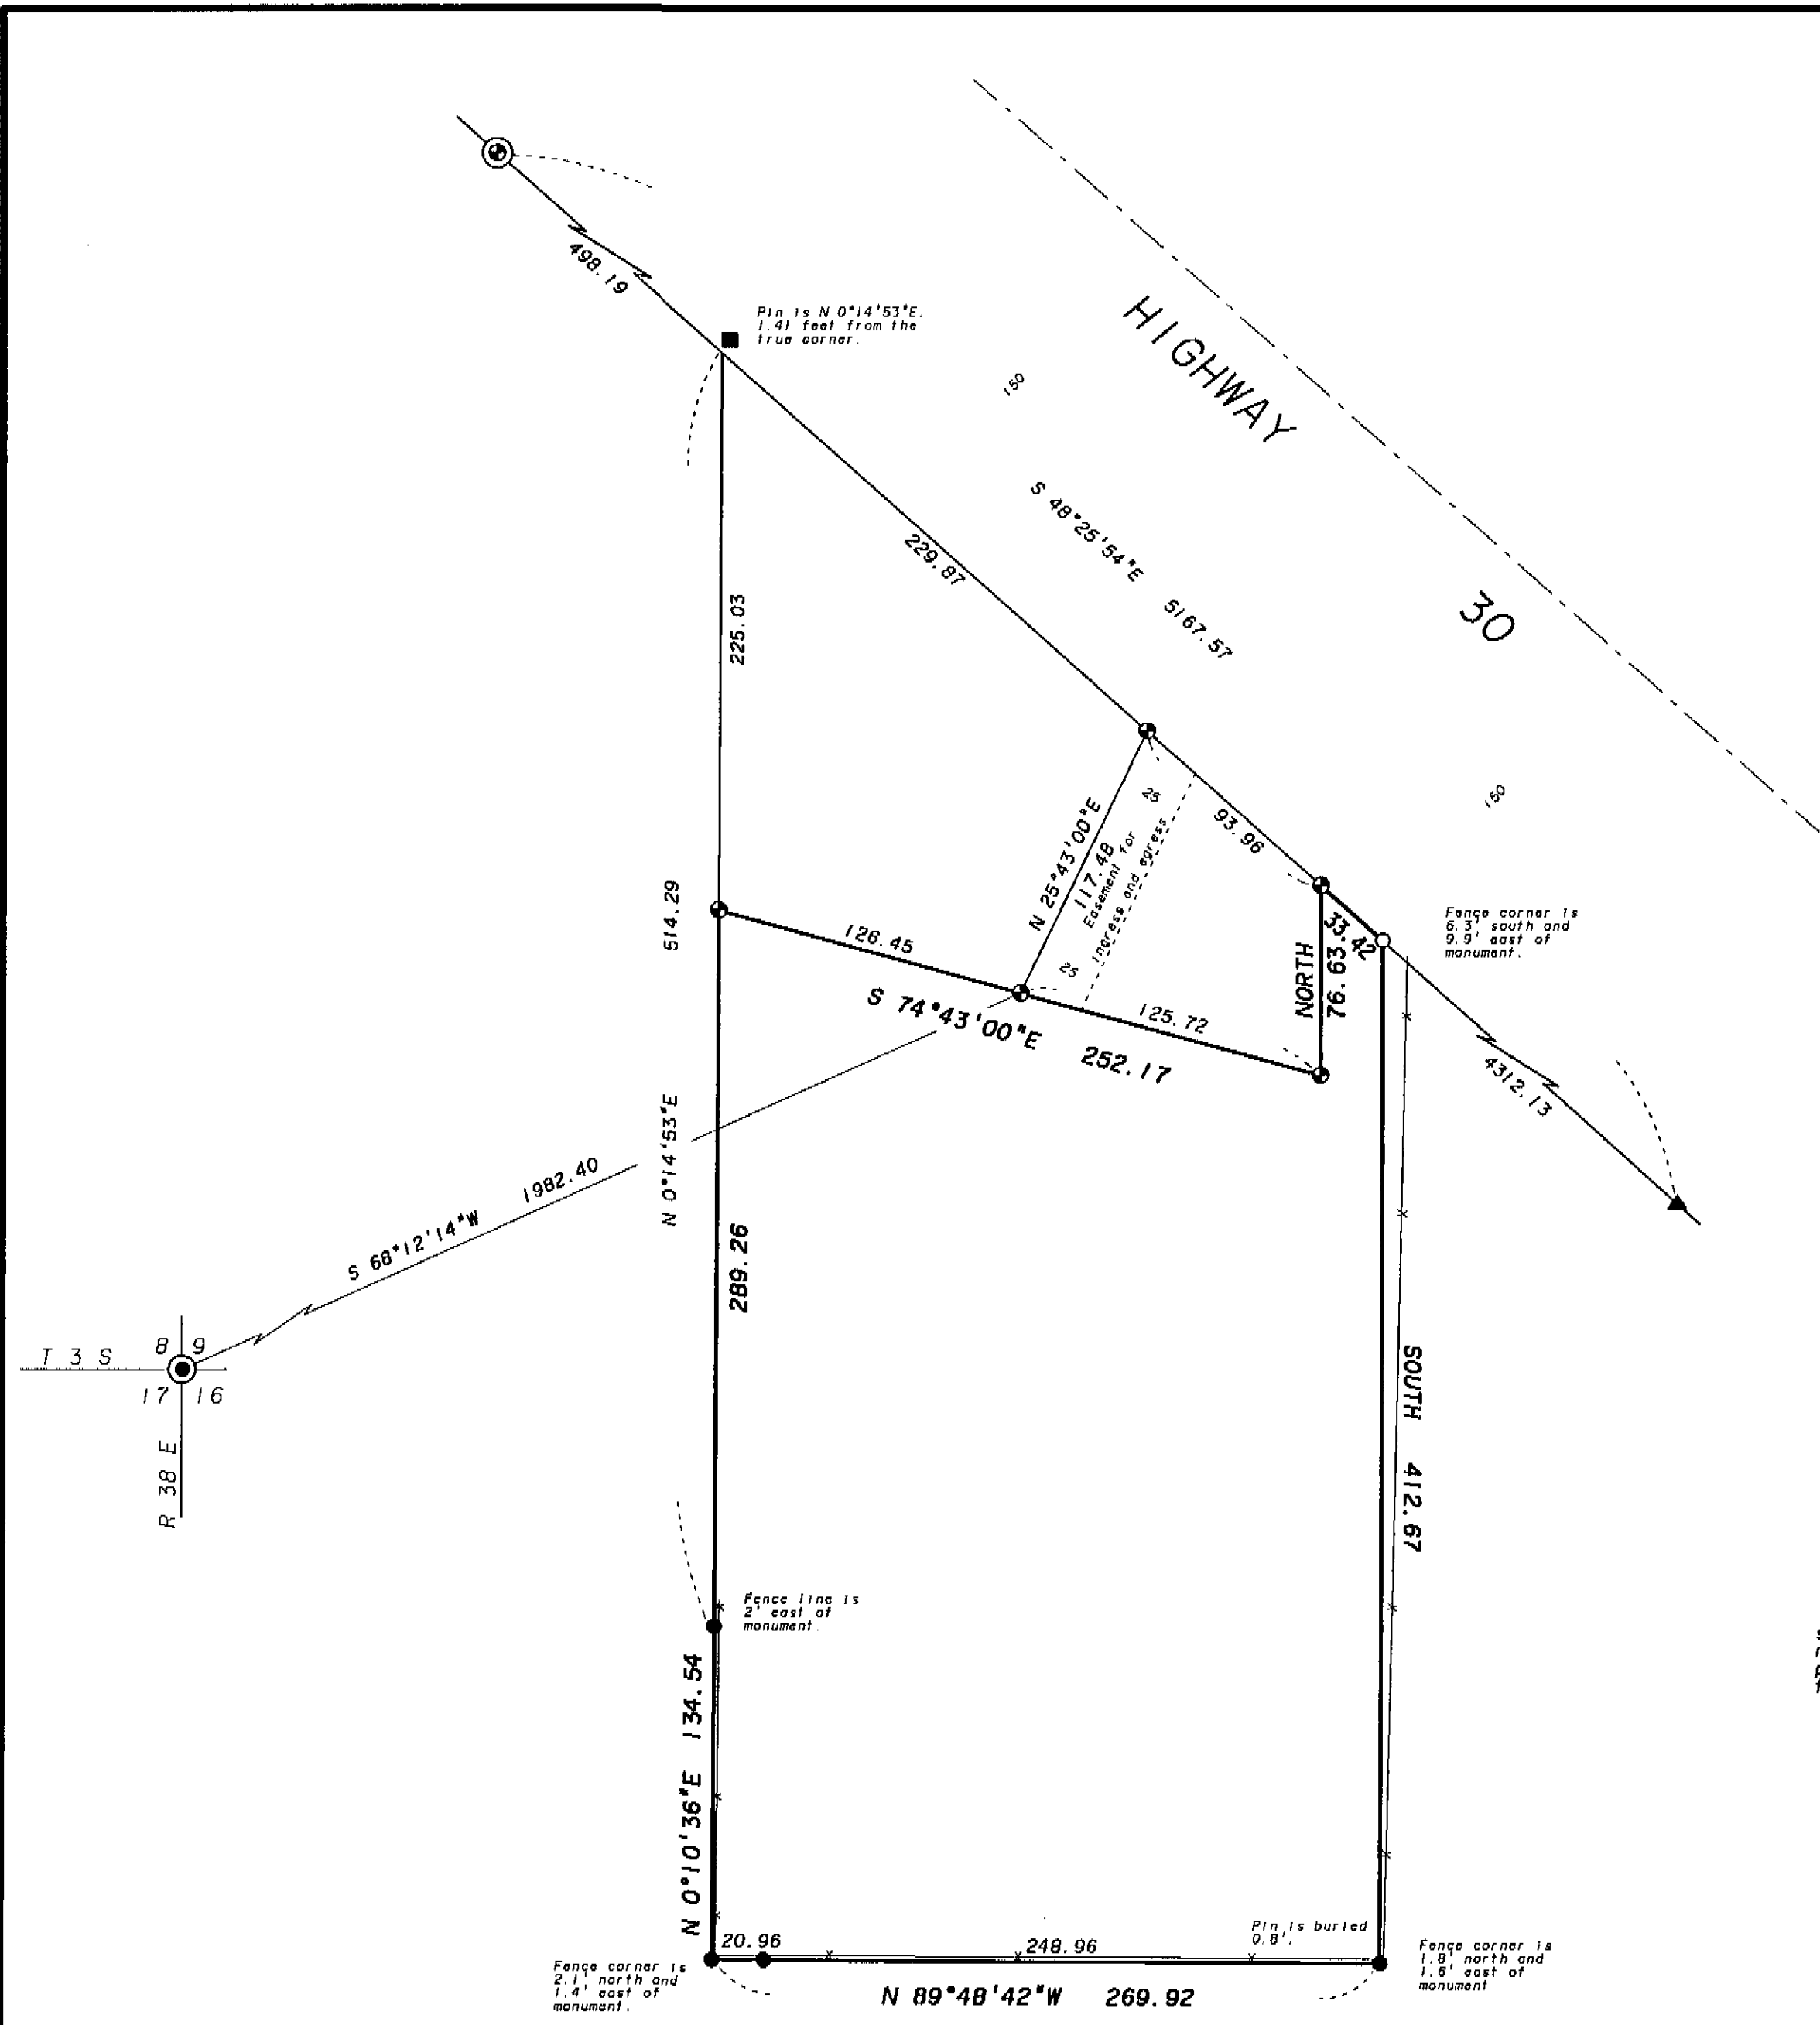 498.19
Pin is N 0°14'53"E,
1.41 feet from the
true corner.
HIGHWAY
30
150
150
S 48°25'54"E 5167.57
229.87
225.03
93.96
N 25°43'00"E
117.48
Easement for
ingress and egress
25
25
514.29
N 0°14'53"E
126.45
125.72
S 74°43'00"E 252.17
NORTH
76.63
33.42
Fence corner is
6.3' south and
9.9' east of
monument.
4312.13
S 68°12'14"W 1982.40
289.26
T 3 S
8 9
17 16
R 38 E
SOUTH 412.67
Fence line is
2' east of
monument.
N 0°10'36"E 134.54
20.96
248.96
Pin is buried
0.8'.
N 89°48'42"W 269.92
Fence corner is
2.1' north and
1.4' east of
monument.
Fence corner is
1.8' north and
1.6' east of
monument.